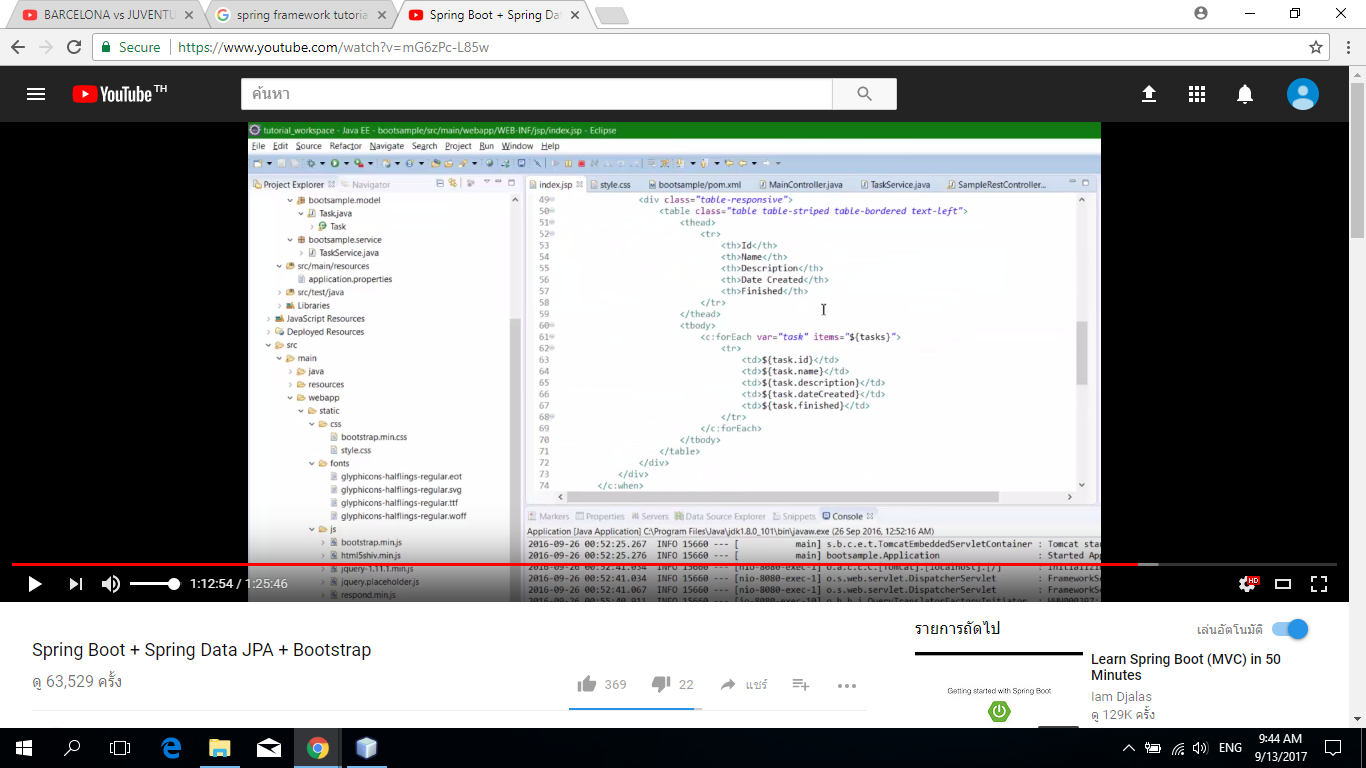 BARCELONA vs JUVENTU
spring framework tutoria
Spring Boot + Spring Da
Secure
https://www.youtube.com/watch?v=mG6zPc-L85w
YouTube TH
ค้นหา
tutorial_workspace - Java EE - bootsample/src/main/webapp/WEB-INF/jsp/index.jsp - Eclipse
File Edit Source Refactor Navigate Search Project Run Window Help
Project Explorer Navigator
bootsample.model
Task.java
Task
bootsample.service
TaskService.java
src/main/resources
application.properties
src/test/java
Libraries
JavaScript Resources
Deployed Resources
src
main
java
resources
webapp
static
css
bootstrap.min.css
style.css
fonts
glyphicons-halflings-regular.eot
glyphicons-halflings-regular.svg
glyphicons-halflings-regular.ttf
glyphicons-halflings-regular.woff
js
bootstrap.min.js
html5shiv.min.js
jquery-1.11.1.min.js
jquery.placeholder.js
respond.min.js
index.jsp style.css bootsample/pom.xml MainController.java TaskService.java SampleRestController...
49 <div class="table-responsive">
50 <table class="table table-striped table-bordered text-left">
51 <thead>
52 <tr>
53 <th>Id</th>
54 <th>Name</th>
55 <th>Description</th>
56 <th>Date Created</th>
57 <th>Finished</th>
58 </tr>
59 </thead>
60 <tbody>
61 <c:forEach var="task" items="${tasks}">
62 <tr>
63 <td>${task.id}</td>
64 <td>${task.name}</td>
65 <td>${task.description}</td>
66 <td>${task.dateCreated}</td>
67 <td>${task.finished}</td>
68 </tr>
69 </c:forEach>
70 </tbody>
71 </table>
72 </div>
73 </div>
74 </c:when>
Markers Properties Servers Data Source Explorer Snippets Console
Application [Java Application] C:\Program Files\Java\jdk1.8.0_101\bin\javaw.exe (26 Sep 2016, 12:52:16 AM)
2016-09-26 00:52:25.267 INFO 15660 --- [ main] s.b.c.e.t.TomcatEmbeddedServletContainer : Tomcat star
2016-09-26 00:52:25.276 INFO 15660 --- [ main] bootsample.Application : Started App
2016-09-26 00:52:41.034 INFO 15660 --- [nio-8080-exec-1] o.a.c.c.C.[Tomcat].[localhost].[/] : Initializin
2016-09-26 00:52:41.034 INFO 15660 --- [nio-8080-exec-1] o.s.web.servlet.DispatcherServlet : FrameworkSe
2016-09-26 00:52:41.067 INFO 15660 --- [nio-8080-exec-1] o.s.web.servlet.DispatcherServlet : FrameworkSe
1:12:54 / 1:25:46
HD
Spring Boot + Spring Data JPA + Bootstrap
ดู 63,529 ครั้ง
369
22
แชร์
รายการถัดไป
เล่นอัตโนมัติ
Getting started with Spring Boot
Learn Spring Boot (MVC) in 50
Minutes
Iam Djalas
ดู 129K ครั้ง
ENG
9:44 AM
9/13/2017